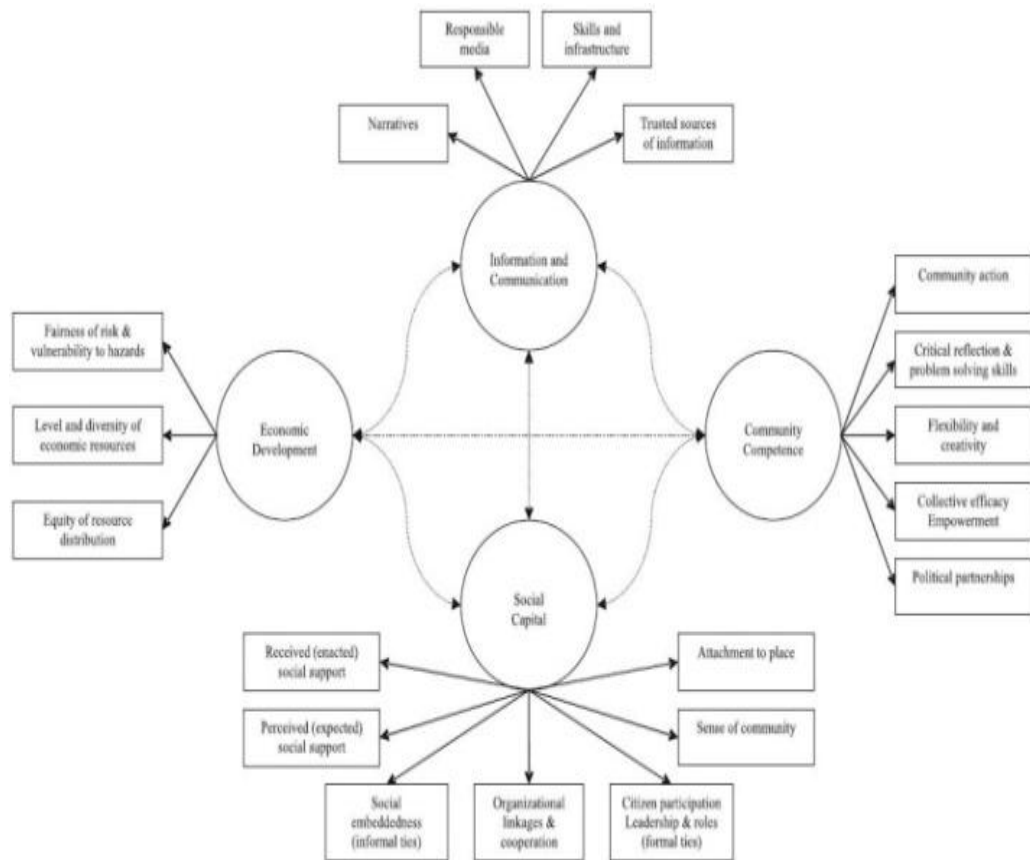 Responsible
media
Skills and
infrastructure
Narratives
Trusted sources
of information
Information and
Communication
Community action
Fairness of risk &
vulnerability to hazards
Critical reflection &
problem solving skills
Level and diversity of
economic resources
Economic
Development
Community
Competence
Flexibility and
creativity
Equity of resource
distribution
Collective efficacy
Empowerment
Political partnerships
Social
Capital
Received (enacted)
social support
Attachment to place
Perceived (expected)
social support
Sense of community
Social
embeddedness
(informal ties)
Organizational
linkages &
cooperation
Citizen participation
Leadership & roles
(formal ties)